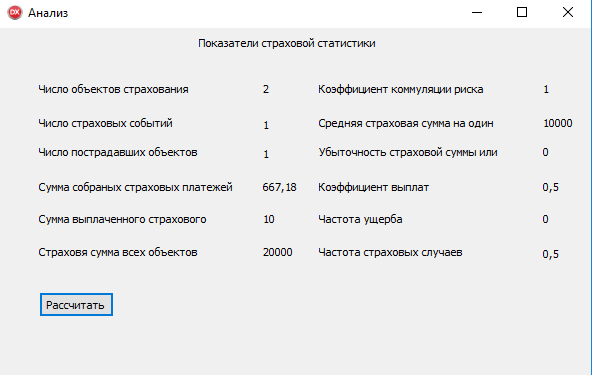 DX Анализ
Показатели страховой статистики
Число объектов страхования 2 Коэффициент коммуляции риска 1
Число страховых событий 1 Средняя страховая сумма на один 10000
Число пострадавших объектов 1 Убыточность страховой суммы или 0
Сумма собраных страховых платежей 667,18 Коэффициент выплат 0,5
Сумма выплаченного страхового 10 Частота ущерба 0
Страховя сумма всех объектов 20000 Частота страховых случаев 0,5
Рассчитать